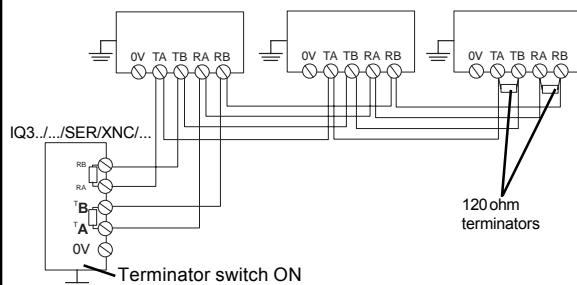 0V TA TB RA RB
0V TA TB RA RB
0V TA TB RA RB
IQ3../.../SER/XNC/...
RB
RA
TB
TA
0V
120 ohm
terminators
Terminator switch ON